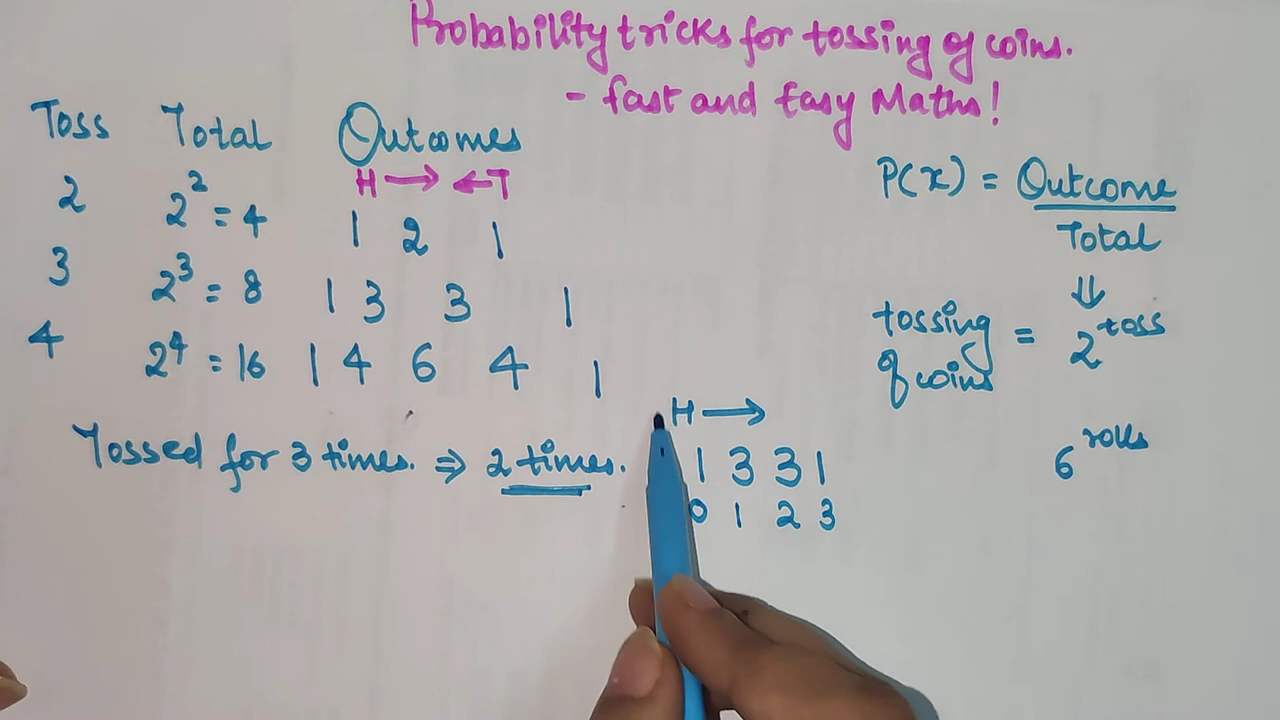 Probability tricks for tossing of coins.
- fast and Easy Maths!
Toss Total Outcomes
H → ← T
2 2² = 4 1 2 1
3 2³ = 8 1 3 3 1
4 2⁴ = 16 1 4 6 4 1
Tossed for 3 times. ⇒ 2 times.
H →
1 3 3 1
0 1 2 3
P(x) = Outcome
Total
⇓
tossing of coins = 2^toss
6^rolls